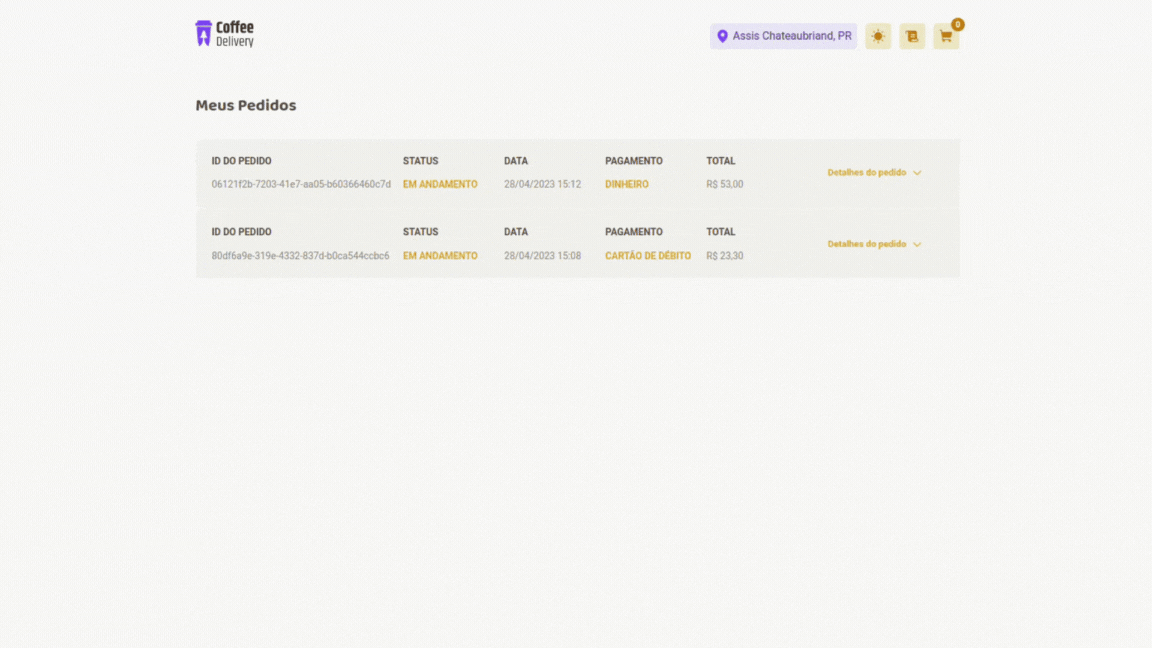 Coffee
Delivery
Assis Chateaubriand, PR
0
Meus Pedidos
ID DO PEDIDO STATUS DATA PAGAMENTO TOTAL
06121f2b-7203-41e7-aa05-b60366460c7d EM ANDAMENTO 28/04/2023 15:12 DINHEIRO R$ 53,00
Detalhes do pedido
ID DO PEDIDO STATUS DATA PAGAMENTO TOTAL
80df6a9e-319e-4332-837d-b0ca544ccbc6 EM ANDAMENTO 28/04/2023 15:08 CARTÃO DE DÉBITO R$ 23,30
Detalhes do pedido